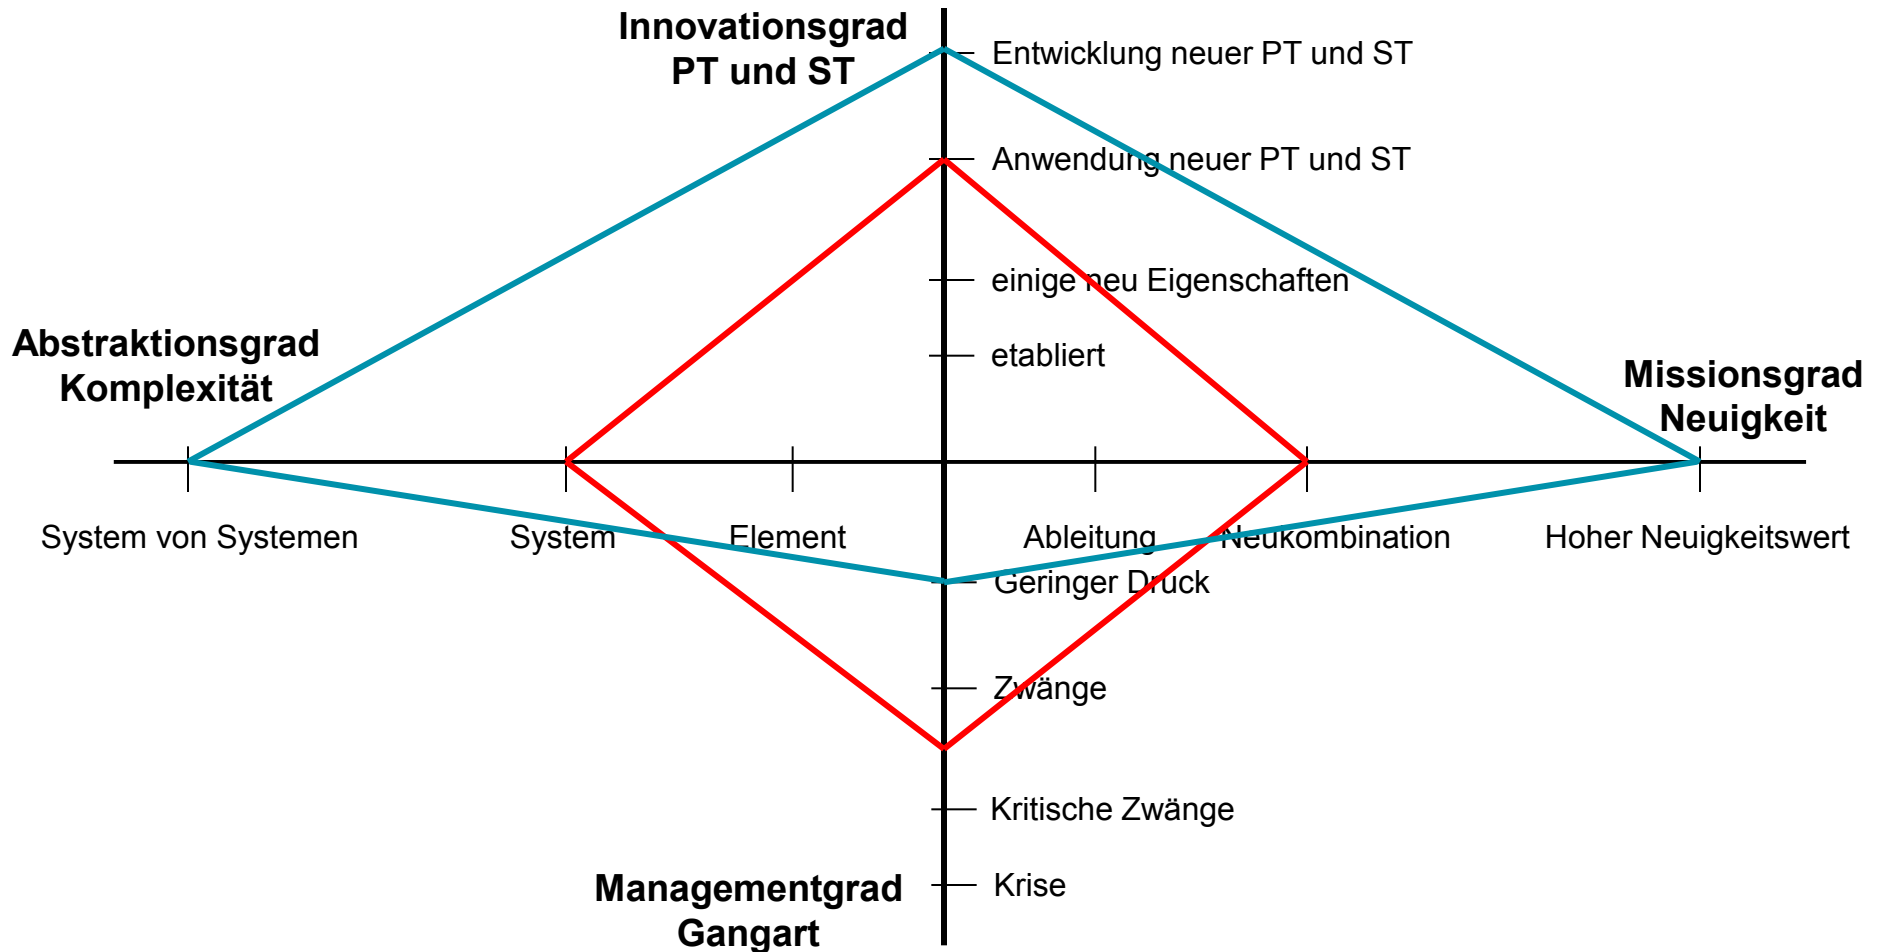 Innovationsgrad
PT und ST
Entwicklung neuer PT und ST
Anwendung neuer PT und ST
einige neu Eigenschaften
etabliert
Abstraktionsgrad
Komplexität
Missionsgrad
Neuigkeit
System von Systemen
System
Element
Ableitung
Neukombination
Hoher Neuigkeitswert
Geringer Druck
Zwänge
Kritische Zwänge
Krise
Managementgrad
Gangart